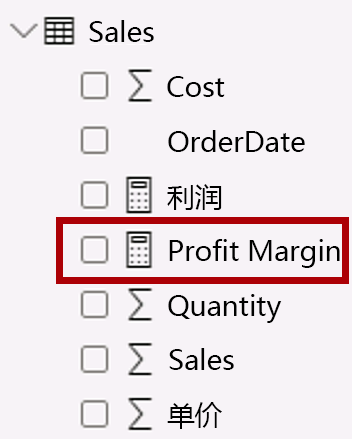 Sales
Cost
OrderDate
利润
Profit Margin
Quantity
Sales
单价